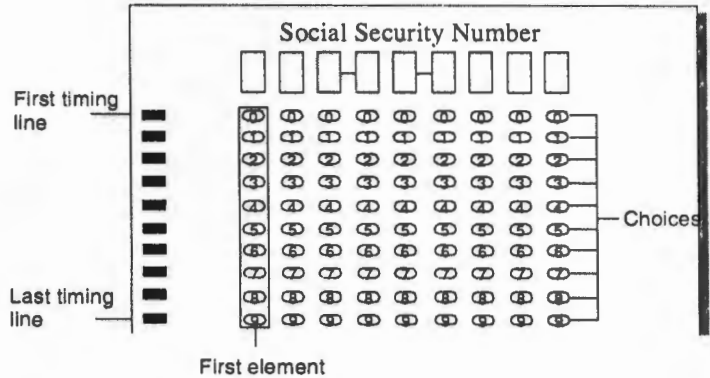 Social Security Number
First timing
line
0 0 0 0 0 0 0 0 0
1 1 1 1 1 1 1 1 1
2 2 2 2 2 2 2 2 2
3 3 3 3 3 3 3 3 3
4 4 4 4 4 4 4 4 4
Choices
5 5 5 5 5 5 5 5 5
6 6 6 6 6 6 6 6 6
7 7 7 7 7 7 7 7 7
Last timing
line
8 8 8 8 8 8 8 8 8
9 9 9 9 9 9 9 9 9
First element